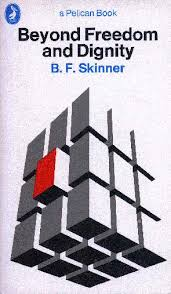 a Pelican Book
Beyond Freedom
and Dignity
B. F. Skinner